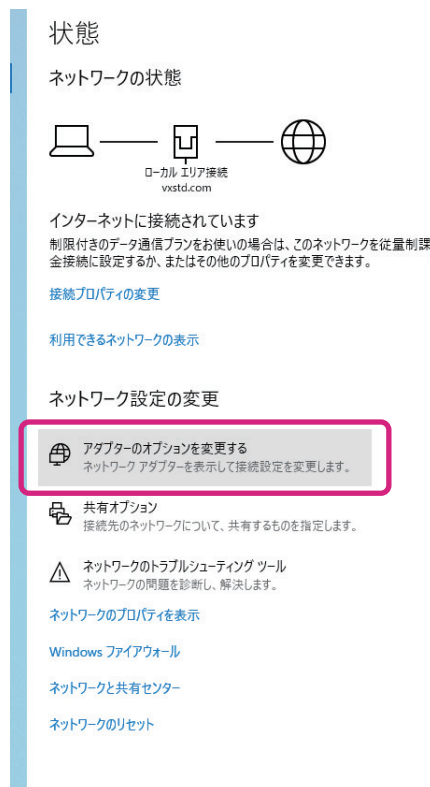 状態
ネットワークの状態
ローカル エリア接続
vxstd.com
インターネットに接続されています
制限付きのデータ通信プランをお使いの場合は、このネットワークを従量制課
金接続に設定するか、またはその他のプロパティを変更できます。
接続プロパティの変更
利用できるネットワークの表示
ネットワーク設定の変更
アダプターのオプションを変更する
ネットワーク アダプターを表示して接続設定を変更します。
共有オプション
接続先のネットワークについて、共有するものを指定します。
ネットワークのトラブルシューティング ツール
ネットワークの問題を診断し、解決します。
ネットワークのプロパティを表示
Windows ファイアウォール
ネットワークと共有センター
ネットワークのリセット